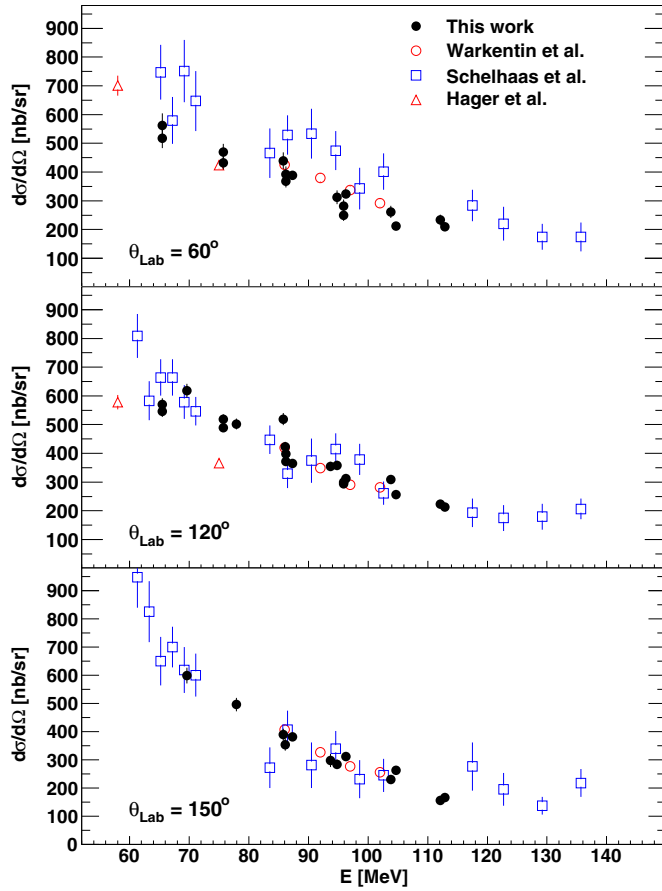 This work
Warkentin et al.
Schelhaas et al.
Hager et al.
dσ/dΩ [nb/sr]
900
800
700
600
500
400
300
200
100
θLab = 60o
dσ/dΩ [nb/sr]
900
800
700
600
500
400
300
200
100
θLab = 120o
dσ/dΩ [nb/sr]
900
800
700
600
500
400
300
200
100
0
θLab = 150o
60 70 80 90 100 110 120 130 140
E [MeV]